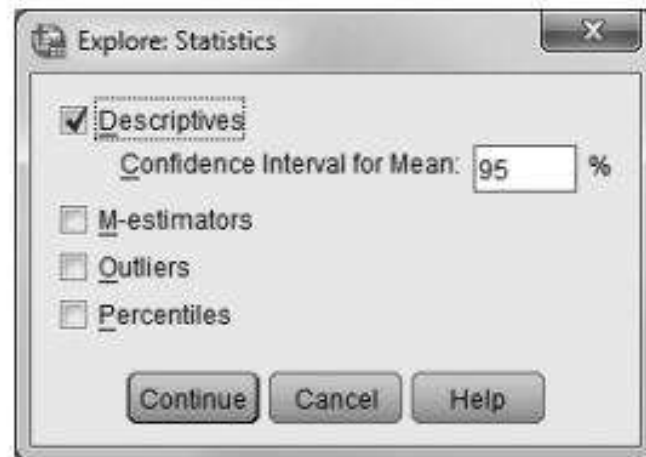 Explore: Statistics
Descriptives
Confidence Interval for Mean: 95 %
M-estimators
Outliers
Percentiles
Continue Cancel Help